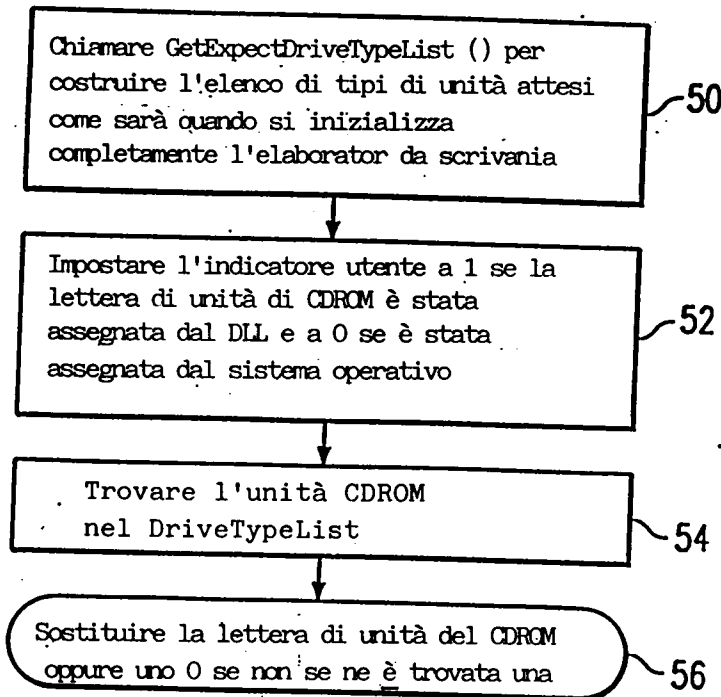 Chiamare GetExpectDriveTypeList () per
costruire l'elenco di tipi di unità attesi
come sarà quando si inizializza
completamente l'elaborator da scrivania
50
Impostare l'indicatore utente a 1 se la
lettera di unità di CDROM è stata
assegnata dal DLL e a 0 se è stata
assegnata dal sistema operativo
52
Trovare l'unità CDROM
nel DriveTypeList
54
Sostituire la lettera di unità del CDROM
oppure uno 0 se non se ne è trovata una
56